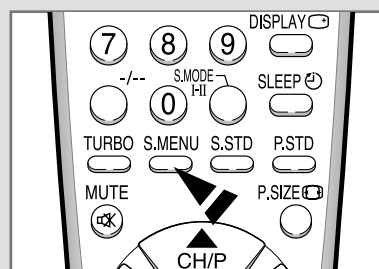 DISPLAY
7 8 9
-/-- S.MODE SLEEP
I-II
0
TURBO S.MENU S.STD P.STD
MUTE P.SIZE
CH/P